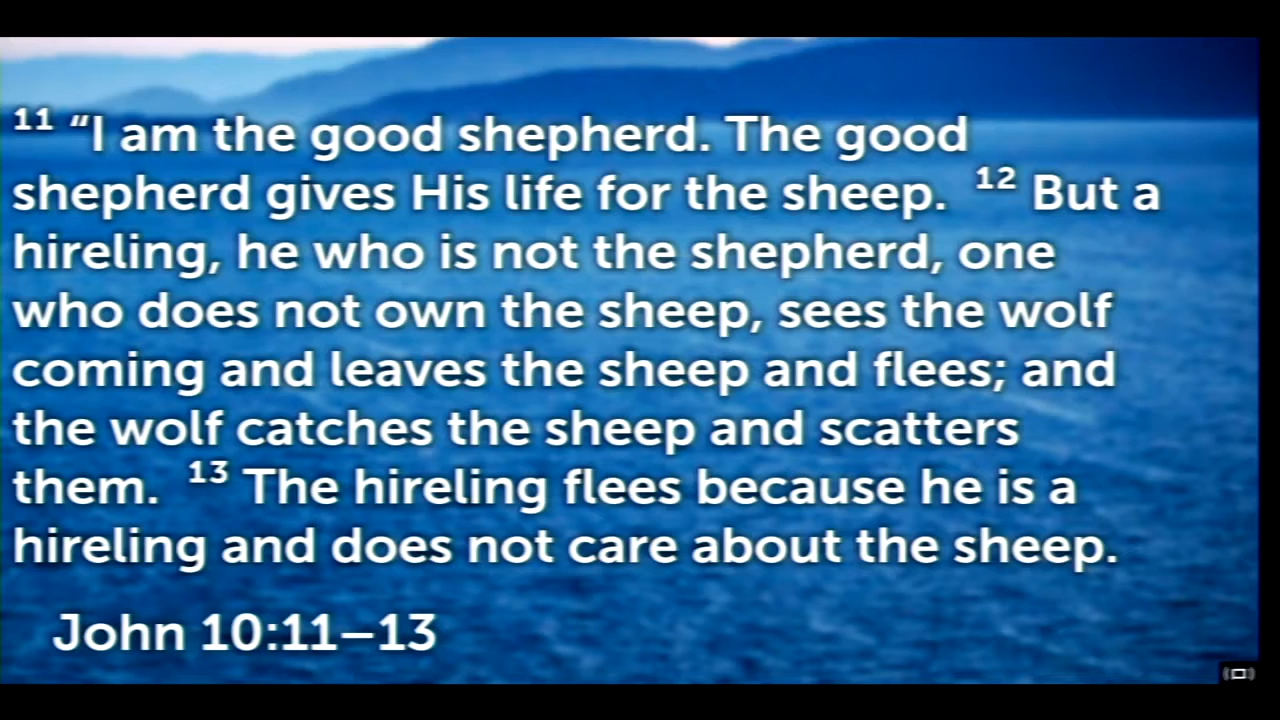 11 “I am the good shepherd. The good
shepherd gives His life for the sheep. 12 But a
hireling, he who is not the shepherd, one
who does not own the sheep, sees the wolf
coming and leaves the sheep and flees; and
the wolf catches the sheep and scatters
them. 13 The hireling flees because he is a
hireling and does not care about the sheep.
John 10:11–13